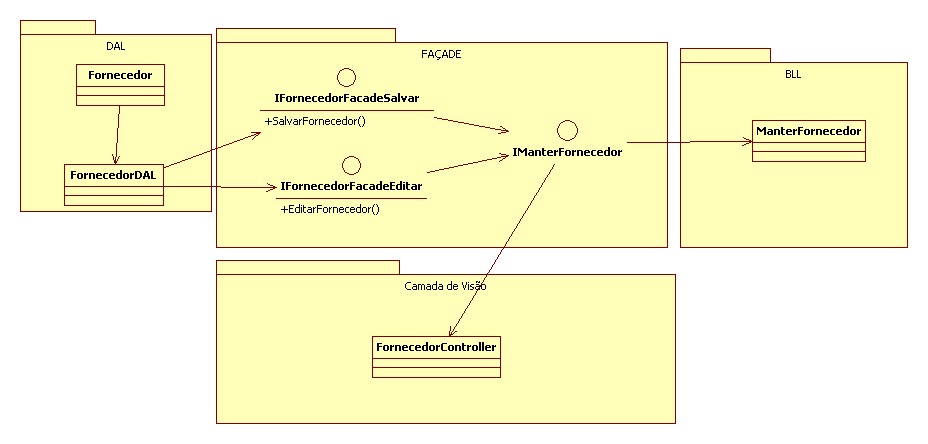 DAL
Fornecedor
FornecedorDAL
FAÇADE
IFornecedorFacadeSalvar
+SalvarFornecedor()
IFornecedorFacadeEditar
+EditarFornecedor()
IManterFornecedor
BLL
ManterFornecedor
Camada de Visão
FornecedorController